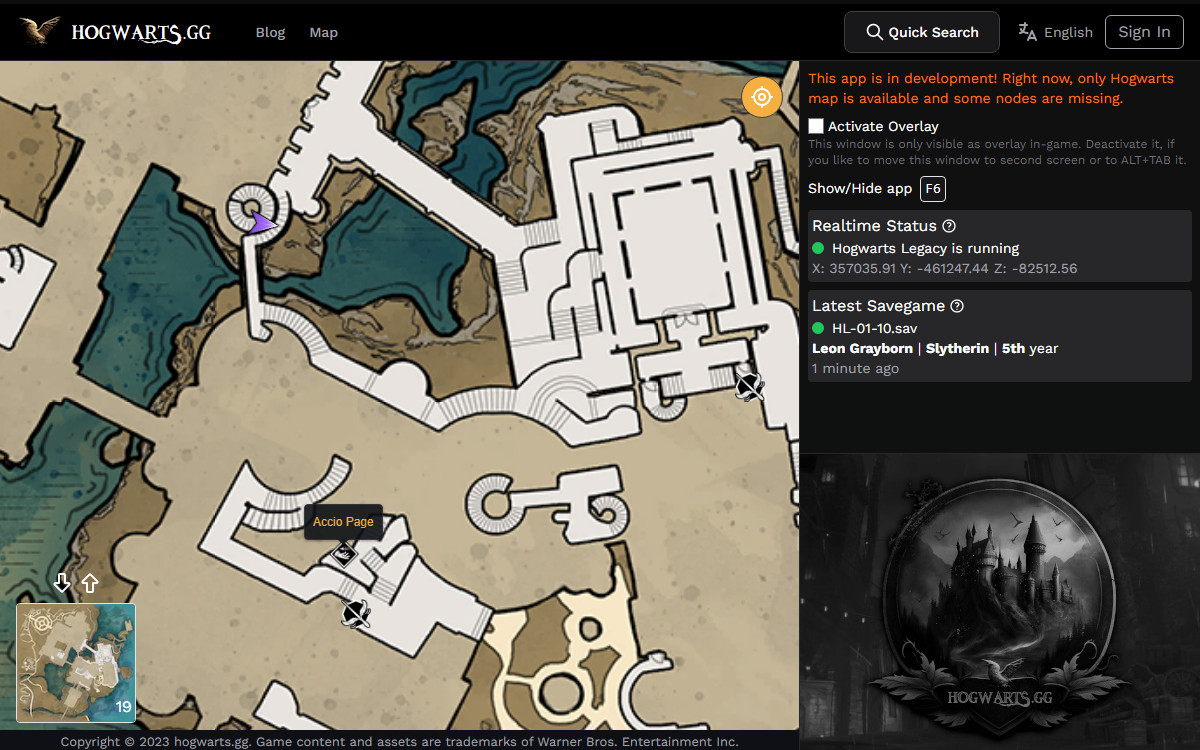 HOGWARTS.GG
Blog
Map
Quick Search
English
Sign In
This app is in development! Right now, only Hogwarts
map is available and some nodes are missing.
Activate Overlay
This window is only visible as overlay in-game. Deactivate it, if
you like to move this window to second screen or to ALT+TAB it.
Show/Hide app F6
Realtime Status
Hogwarts Legacy is running
X: 357035.91 Y: -461247.44 Z: -82512.56
Latest Savegame
HL-01-10.sav
Leon Grayborn | Slytherin | 5th year
1 minute ago
Accio Page
19
HOGWARTS.GG
Copyright © 2023 hogwarts.gg. Game content and assets are trademarks of Warner Bros. Entertainment Inc.